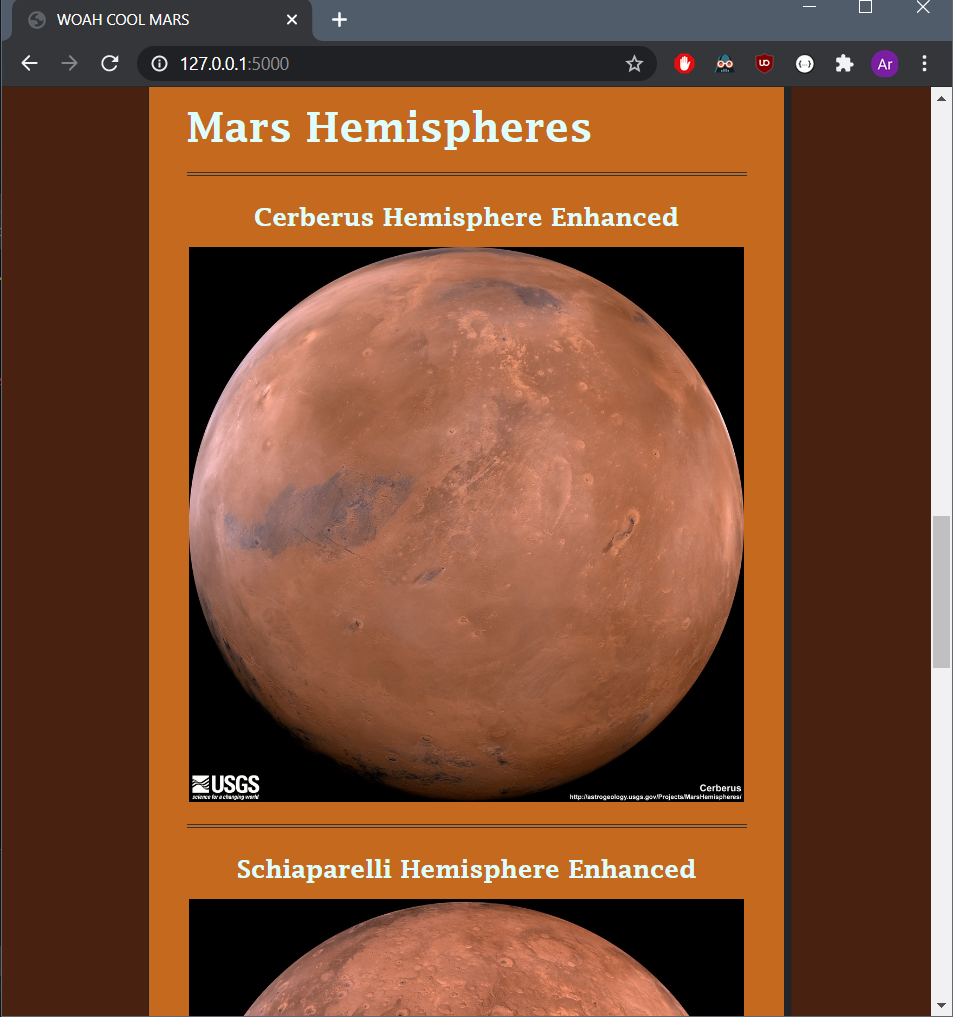 WOAH COOL MARS
127.0.0.1:5000
Ar
Mars Hemispheres
Cerberus Hemisphere Enhanced
USGS
science for a changing world
Cerberus
http://astrogeology.usgs.gov/Projects/MarsHemispheres/
Schiaparelli Hemisphere Enhanced